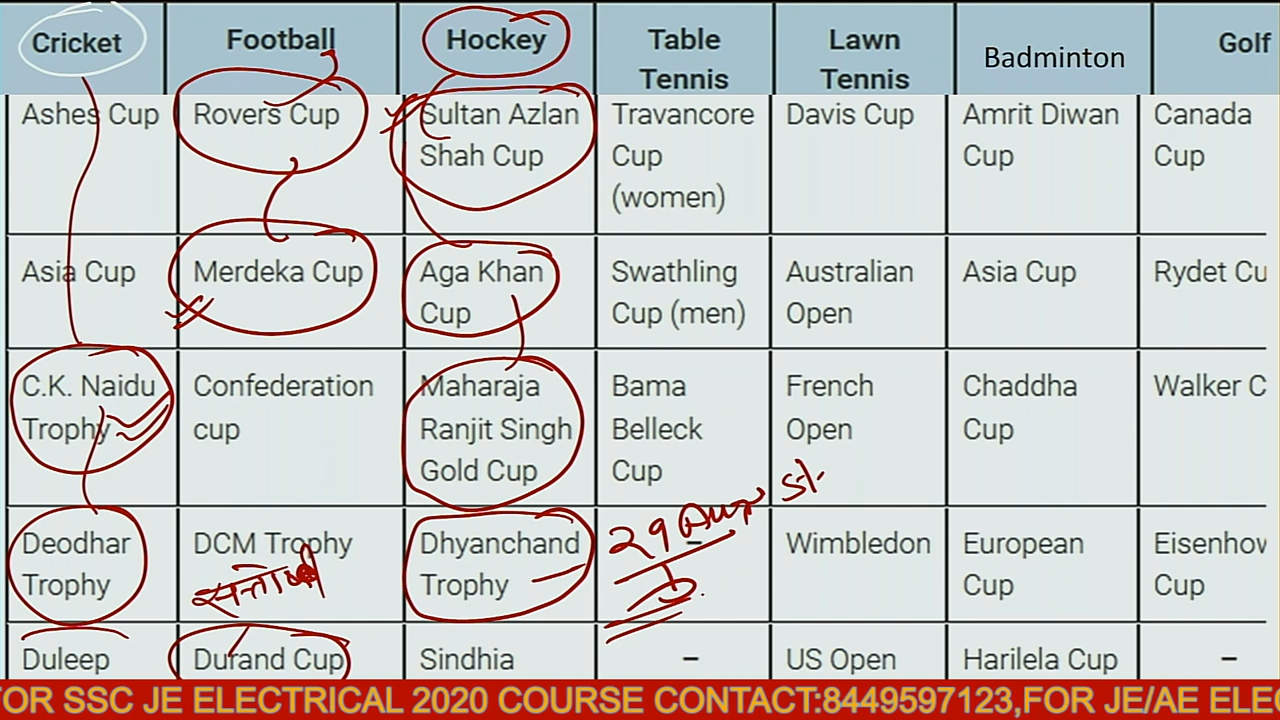 Cricket
Football
Hockey
Table
Tennis
Lawn
Tennis
Badminton
Golf
Ashes Cup
Rovers Cup
Sultan Azlan
Shah Cup
Travancore
Cup
(women)
Davis Cup
Amrit Diwan
Cup
Canada
Cup
Asia Cup
Merdeka Cup
Aga Khan
Cup
Swathling
Cup (men)
Australian
Open
Asia Cup
Rydet Cu
C.K. Naidu
Trophy
Confederation
cup
Maharaja
Ranjit Singh
Gold Cup
Bama
Belleck
Cup
French
Open
Chaddha
Cup
Walker C
Deodhar
Trophy
DCM Trophy
Dhyanchand
Trophy
–
29 August
Wimbledon
European
Cup
Eisenhow
Cup
Duleep
Durand Cup
Sindhia
–
US Open
Harilela Cup
–
FOR SSC JE ELECTRICAL 2020 COURSE CONTACT:8449597123,FOR JE/AE ELEC